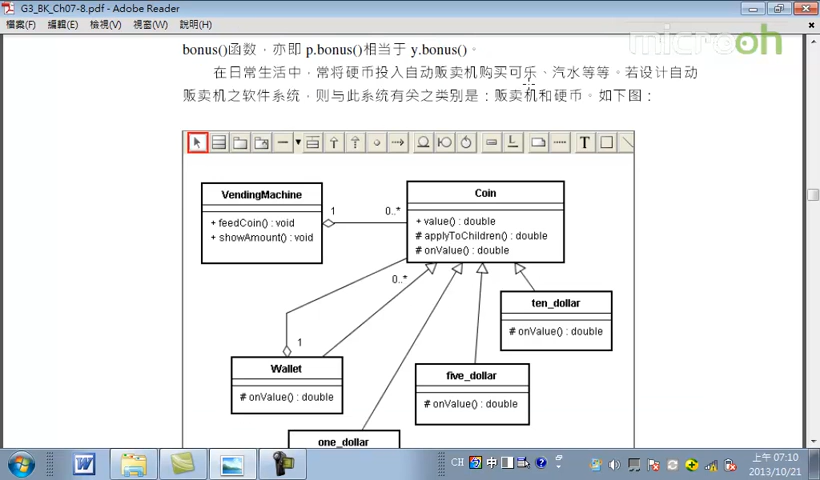 G3_BK_Ch07-8.pdf - Adobe Reader
檔案(F) 編輯(E) 檢視(V) 視窗(W) 說明(H)
microoh
bonus()函数，亦即 p.bonus()相当于 y.bonus()。
在日常生活中，常将硬币投入自动贩卖机购买可乐、汽水等等。若设计自动
贩卖机之软件系统，则与此系统有关之类别是：贩卖机和硬币。如下图：
T
VendingMachine
+ feedCoin() : void
+ showAmount() : void
1
0..*
Coin
+ value() : double
# applyToChildren() : double
# onValue() : double
0..*
1
ten_dollar
# onValue() : double
Wallet
# onValue() : double
five_dollar
# onValue() : double
one_dollar
CH 中
上午 07:10
2013/10/21